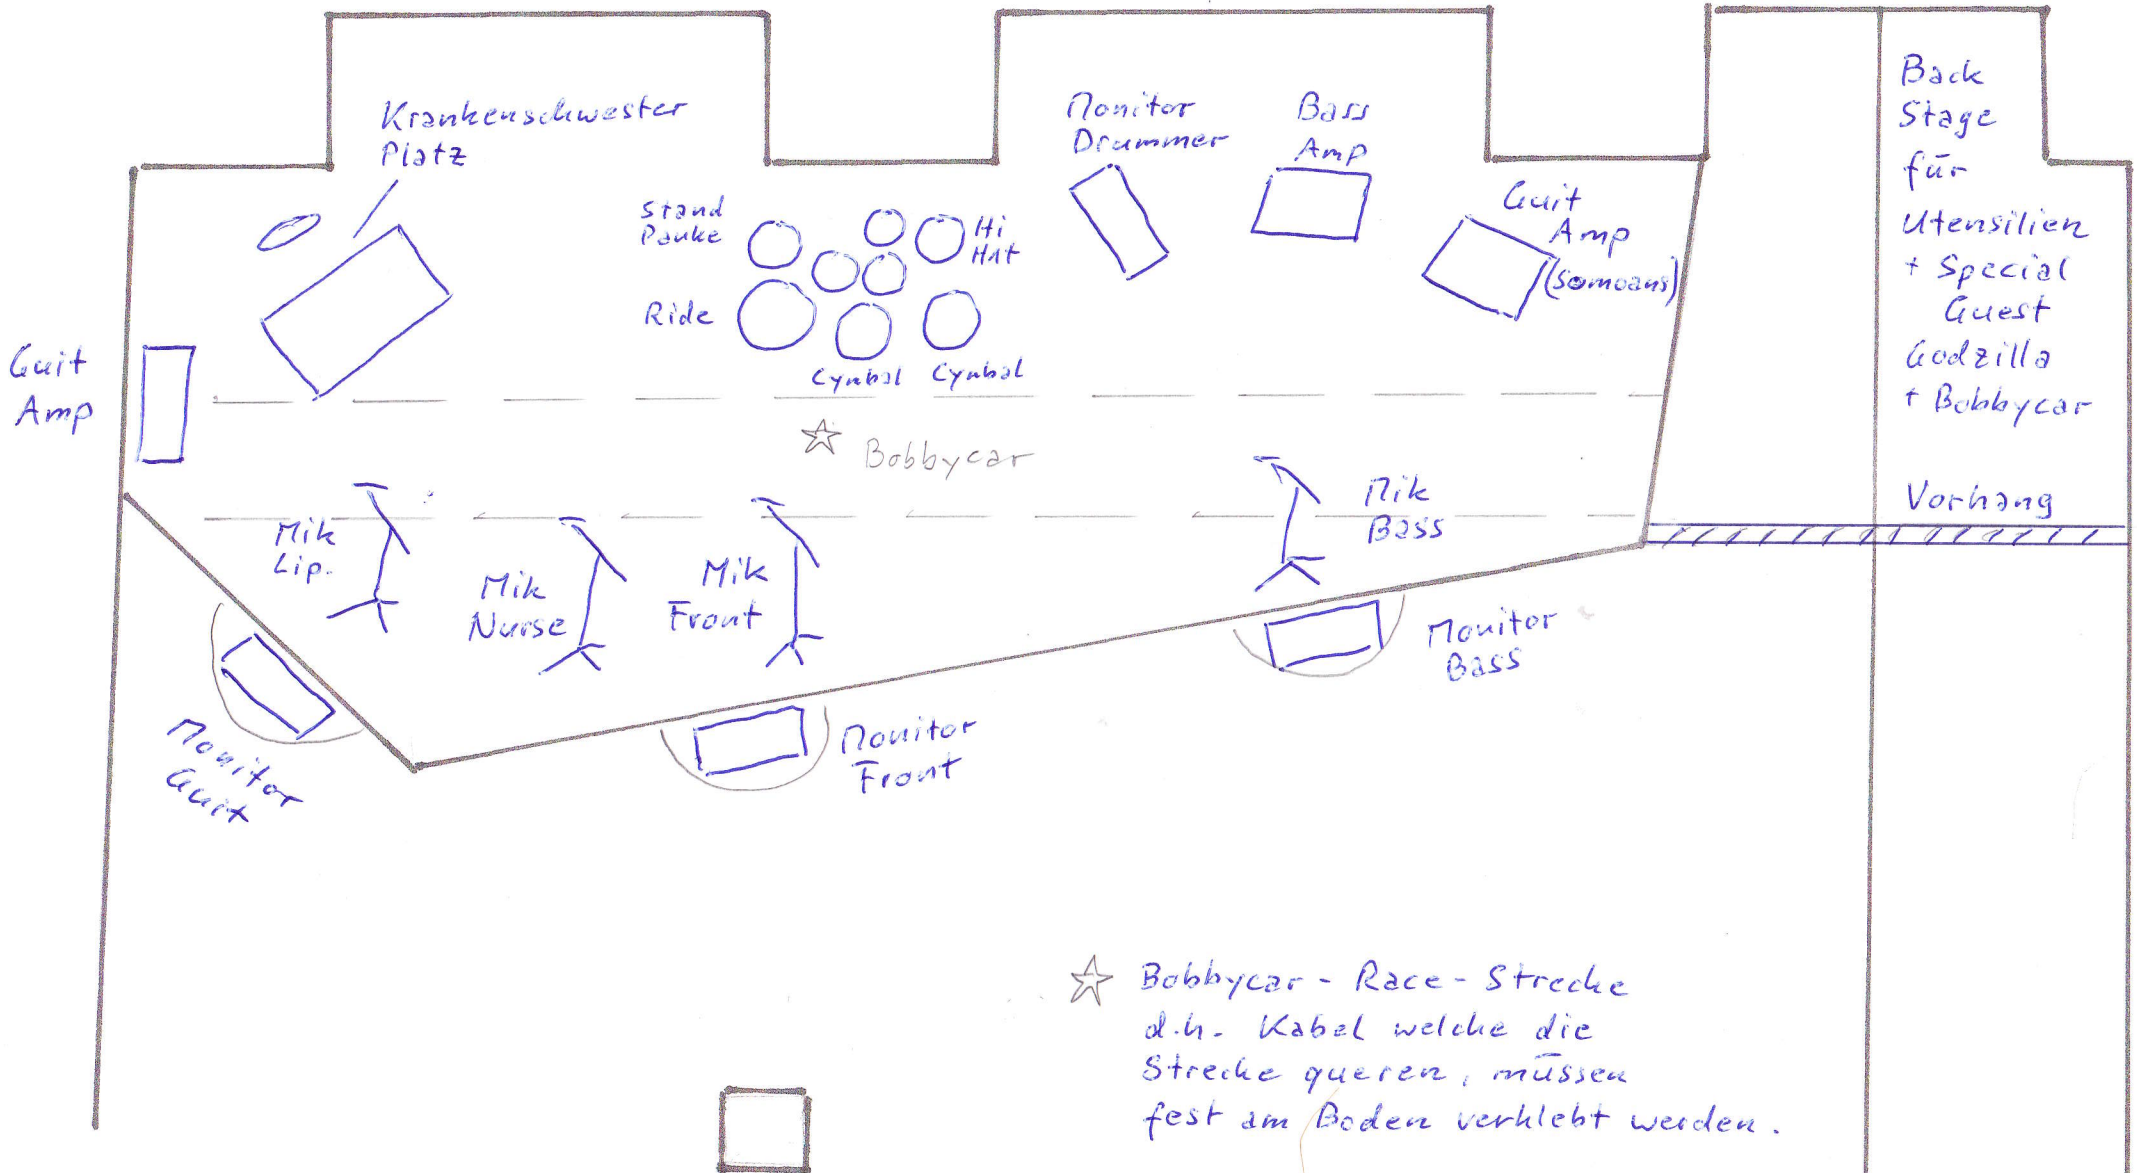 Krankenschwester
Platz
Monitor
Drummer
Bass
Amp
Guit
Amp
(Somoans)
Back
Stage
für
Utensilien
+ Special
Guest
Godzilla
+ Bobbycar
Vorhang
Stand
Pauke
Hi
Hat
Ride
Cymbal
Cymbal
Guit
Amp
Bobbycar
Mik
Lip.
Mik
Nurse
Mik
Front
Mik
Bass
Monitor
Guit
Monitor
Front
Monitor
Bass
☆ Bobbycar - Race - Strecke
d.h. Kabel welche die
Strecke queren, müssen
fest am Boden verklebt werden.